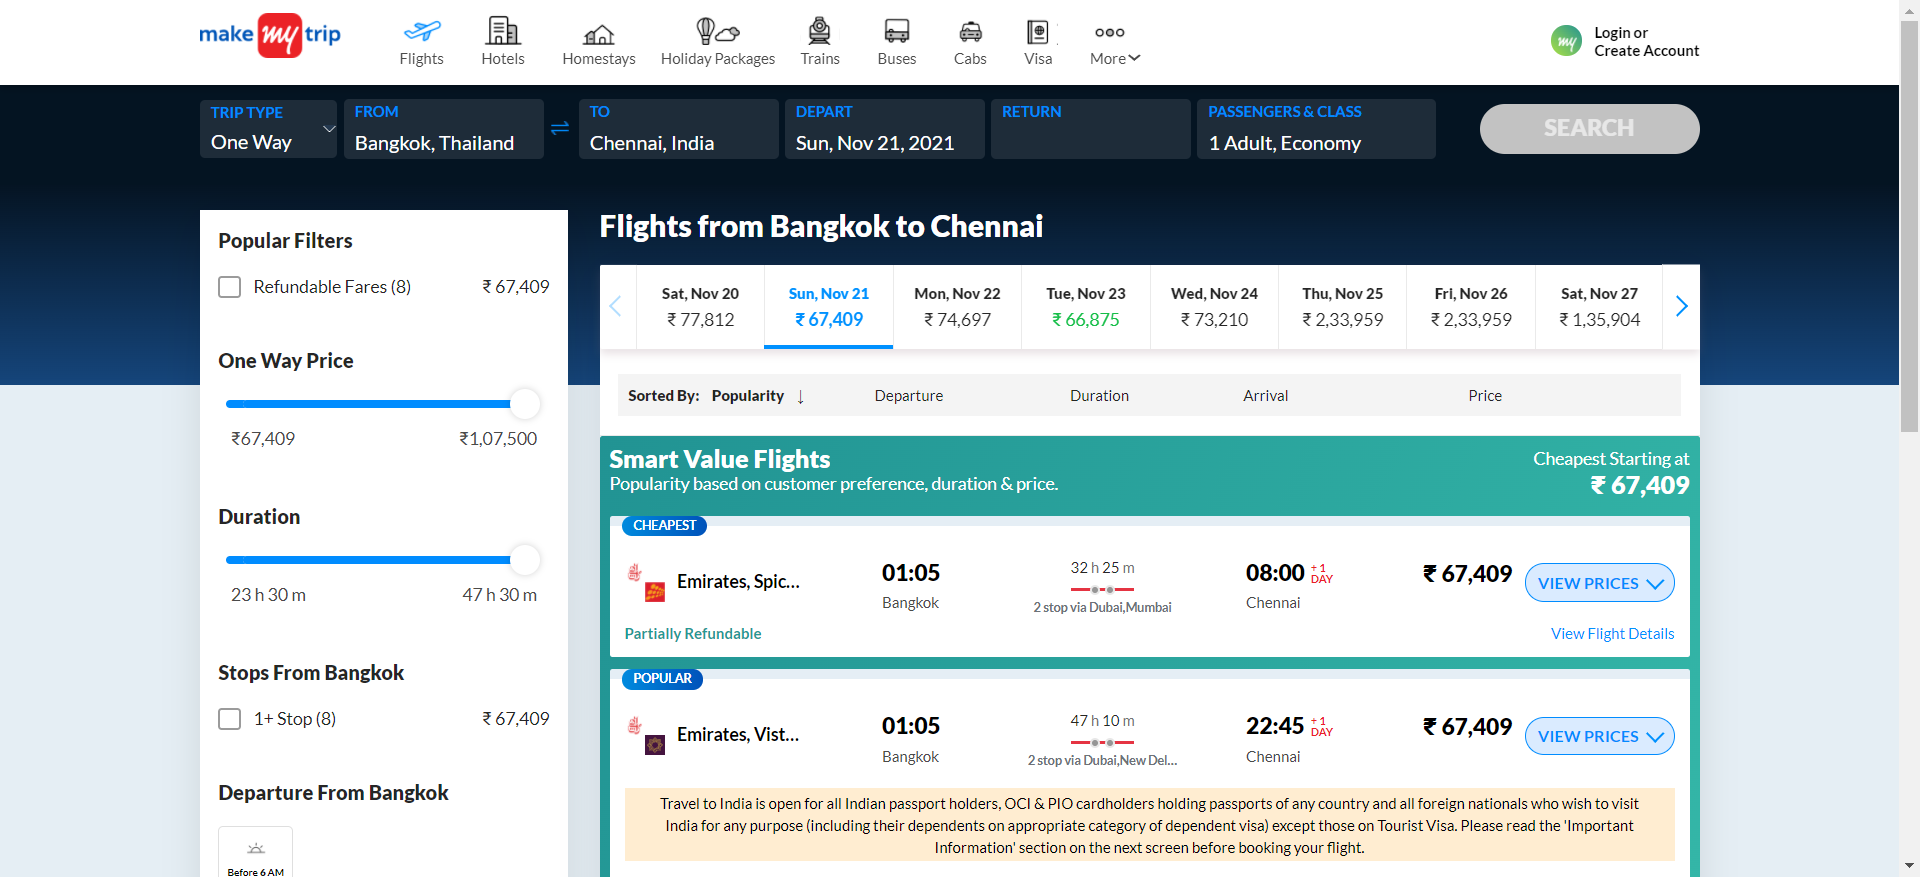 make my trip
Flights
Hotels
Homestays
Holiday Packages
Trains
Buses
Cabs
Visa
More
my
Login or
Create Account
TRIP TYPE
One Way
FROM
Bangkok, Thailand
TO
Chennai, India
DEPART
Sun, Nov 21, 2021
RETURN
PASSENGERS & CLASS
1 Adult, Economy
SEARCH
Popular Filters
Refundable Fares (8) ₹ 67,409
One Way Price
₹67,409 ₹1,07,500
Duration
23 h 30 m 47 h 30 m
Stops From Bangkok
1+ Stop (8) ₹ 67,409
Departure From Bangkok
Before 6 AM
Flights from Bangkok to Chennai
Sat, Nov 20
₹ 77,812
Sun, Nov 21
₹ 67,409
Mon, Nov 22
₹ 74,697
Tue, Nov 23
₹ 66,875
Wed, Nov 24
₹ 73,210
Thu, Nov 25
₹ 2,33,959
Fri, Nov 26
₹ 2,33,959
Sat, Nov 27
₹ 1,35,904
Sorted By: Popularity ↓ Departure Duration Arrival Price
Smart Value Flights
Popularity based on customer preference, duration & price.
Cheapest Starting at
₹ 67,409
CHEAPEST
Emirates, Spic...
01:05
Bangkok
32 h 25 m
2 stop via Dubai,Mumbai
08:00 +1 DAY
Chennai
₹ 67,409
VIEW PRICES
Partially Refundable
View Flight Details
POPULAR
Emirates, Vist...
01:05
Bangkok
47 h 10 m
2 stop via Dubai,New Del...
22:45 +1 DAY
Chennai
₹ 67,409
VIEW PRICES
Travel to India is open for all Indian passport holders, OCI & PIO cardholders holding passports of any country and all foreign nationals who wish to visit
India for any purpose (including their dependents on appropriate category of dependent visa) except those on Tourist Visa. Please read the 'Important
Information' section on the next screen before booking your flight.